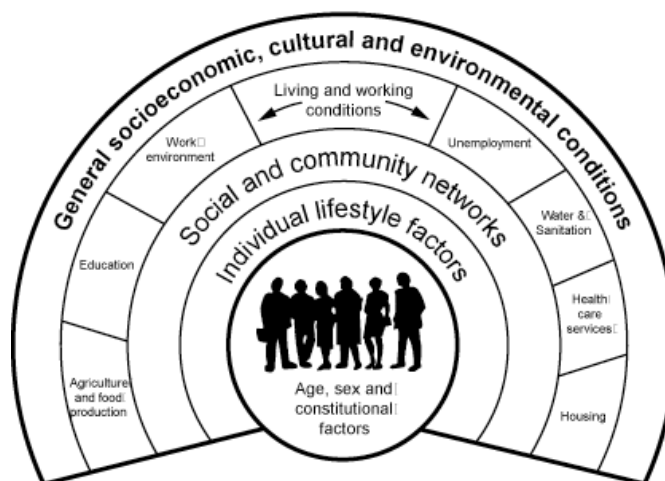 General socioeconomic, cultural and environmental conditions
Living and working
conditions
Work
environment
Unemployment
Education
Water &
Sanitation
Agriculture
and food
production
Health
care
services
Housing
Social and community networks
Individual lifestyle factors
Age, sex and
constitutional
factors